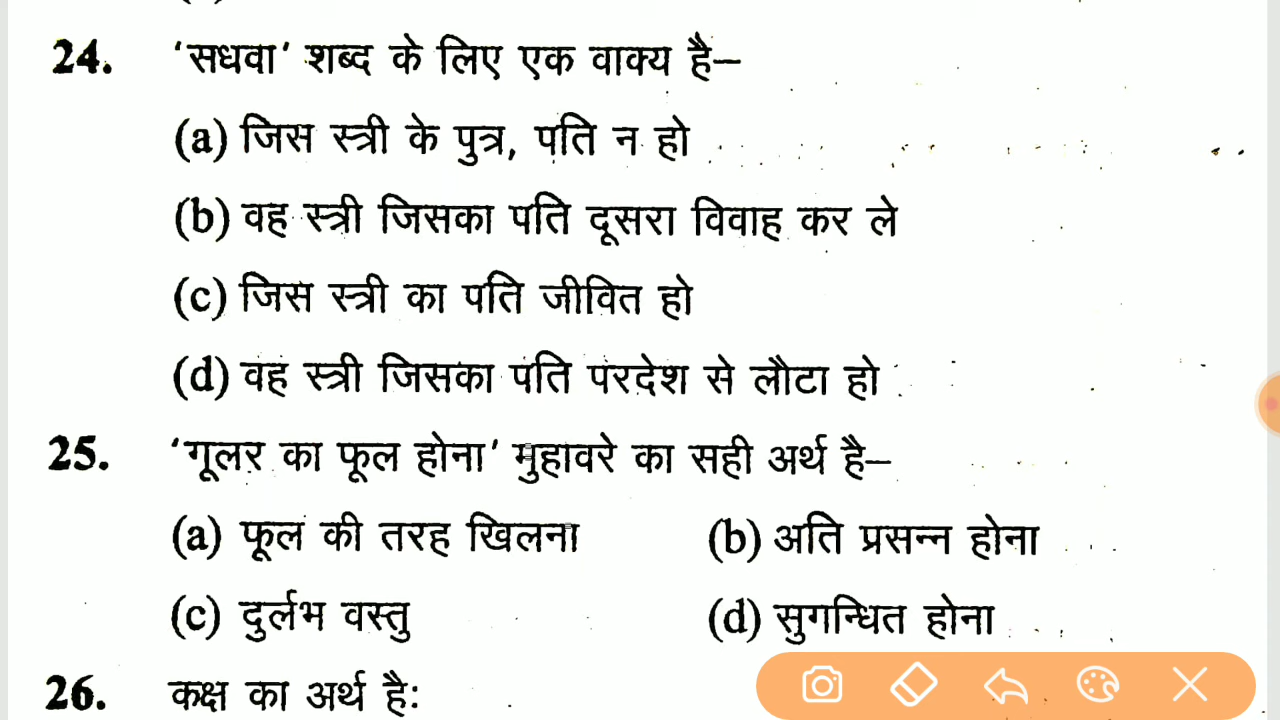 24. ‘सधवा’ शब्द के लिए एक वाक्य है–
(a) जिस स्त्री के पुत्र, पति न हो
(b) वह स्त्री जिसका पति दूसरा विवाह कर ले
(c) जिस स्त्री का पति जीवित हो
(d) वह स्त्री जिसका पति परदेश से लौटा हो
25. ‘गूलर का फूल होना’ मुहावरे का सही अर्थ है–
(a) फूल की तरह खिलना (b) अति प्रसन्न होना
(c) दुर्लभ वस्तु (d) सुगन्धित होना
26. कक्ष का अर्थ है: